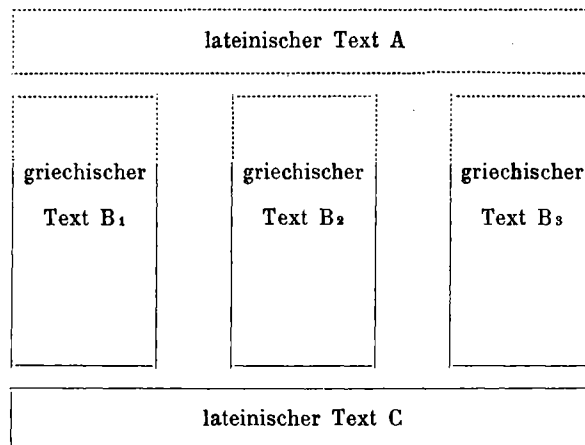 lateinischer Text A
griechischer griechischer griechischer
Text B₁ Text B₂ Text B₃
lateinischer Text C